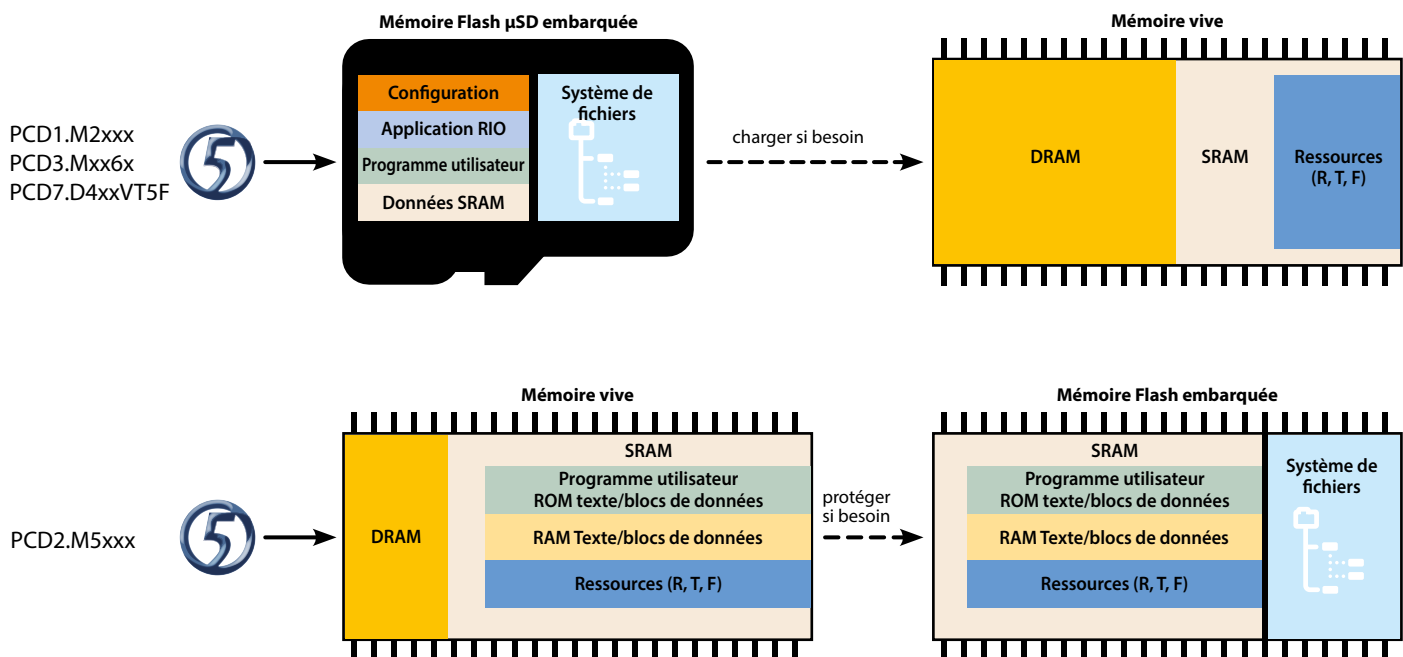 Mémoire Flash µSD embarquée
Mémoire vive
PCD1.M2xxx
PCD3.Mxx6x
PCD7.D4xxVT5F
5
Configuration
Application RIO
Programme utilisateur
Données SRAM
Système de
fichiers
charger si besoin
DRAM
SRAM
Ressources
(R, T, F)
Mémoire vive
Mémoire Flash embarquée
PCD2.M5xxx
5
DRAM
SRAM
Programme utilisateur
ROM texte/blocs de données
RAM Texte/blocs de données
Ressources (R, T, F)
protéger
si besoin
SRAM
Programme utilisateur
ROM texte/blocs de données
RAM Texte/blocs de données
Ressources (R, T, F)
Système de
fichiers